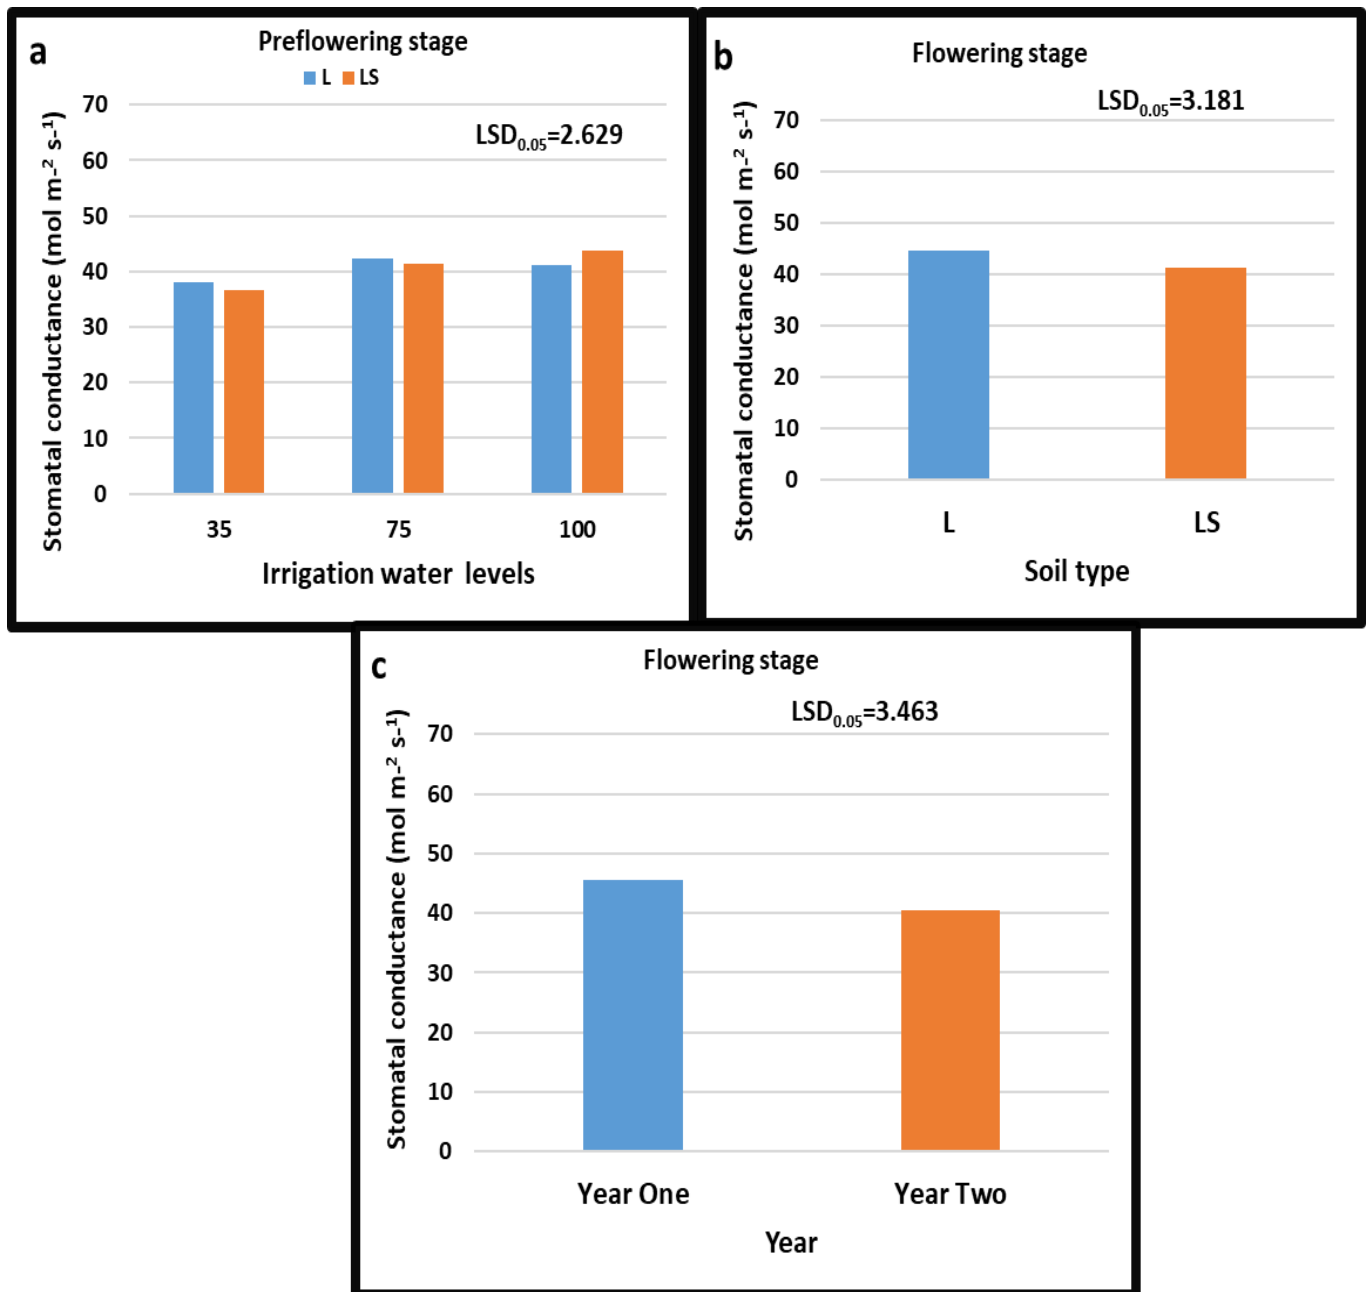 a
Preflowering stage
L LS
LSD0.05=2.629
Stomatal conductance (mol m-² s-¹)
70
60
50
40
30
20
10
0
35 75 100
Irrigation water levels
b
Flowering stage
LSD0.05=3.181
Stomatal conductance (mol m-² s-¹)
70
60
50
40
30
20
10
0
L LS
Soil type
c
Flowering stage
LSD0.05=3.463
Stomatal conductance (mol m-² s-¹)
70
60
50
40
30
20
10
0
Year One Year Two
Year